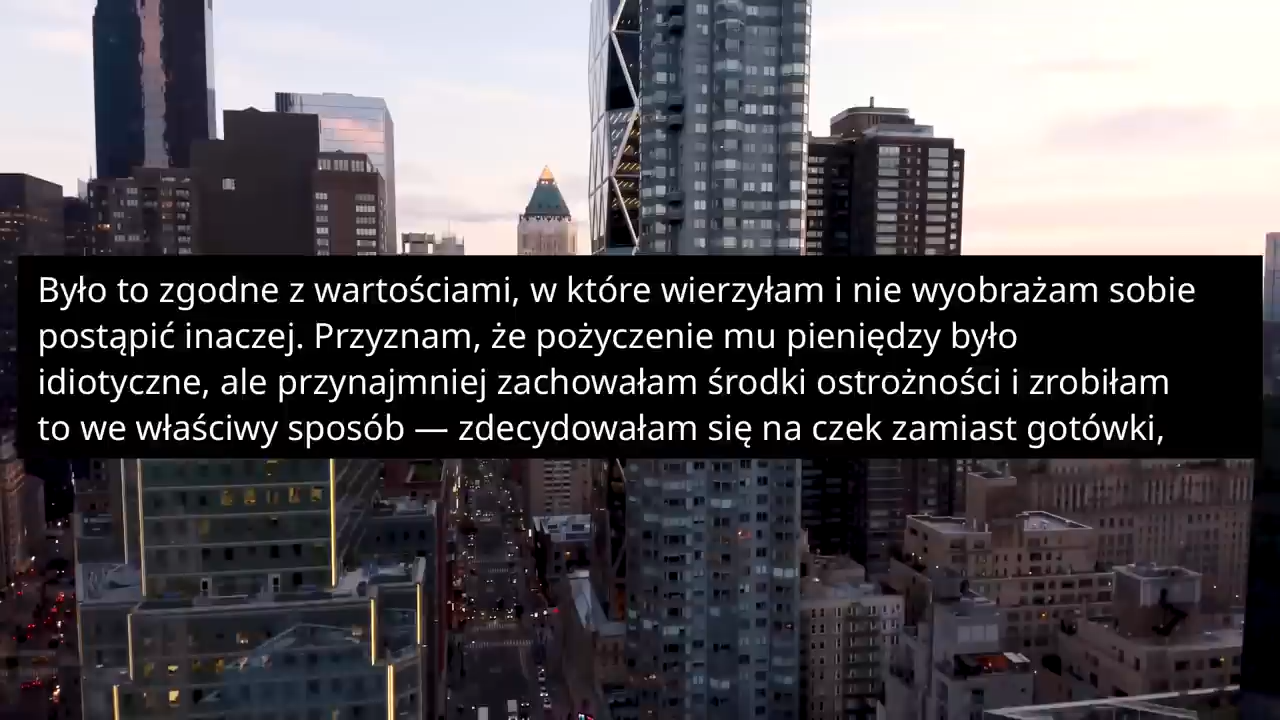 Było to zgodne z wartościami, w które wierzyłam i nie wyobrażam sobie
postąpić inaczej. Przyznam, że pożyczenie mu pieniędzy było
idiotyczne, ale przynajmniej zachowałam środki ostrożności i zrobiłam
to we właściwy sposób — zdecydowałam się na czek zamiast gotówki,